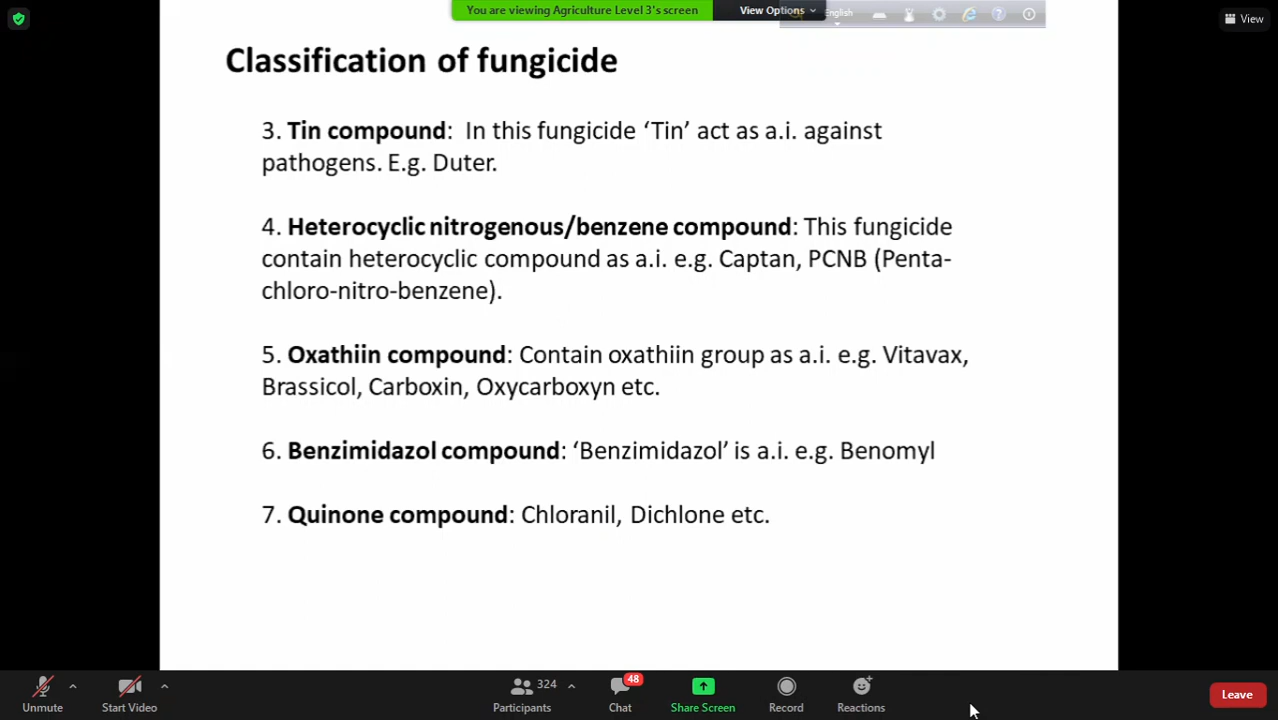 You are viewing Agriculture Level 3's screen
View Options
English
View
Classification of fungicide
3. Tin compound:  In this fungicide ‘Tin’ act as a.i. against
pathogens. E.g. Duter.
4. Heterocyclic nitrogenous/benzene compound: This fungicide
contain heterocyclic compound as a.i. e.g. Captan, PCNB (Penta-
chloro-nitro-benzene).
5. Oxathiin compound: Contain oxathiin group as a.i. e.g. Vitavax,
Brassicol, Carboxin, Oxycarboxyn etc.
6. Benzimidazol compound: ‘Benzimidazol’ is a.i. e.g. Benomyl
7. Quinone compound: Chloranil, Dichlone etc.
324
48
Unmute
Start Video
Participants
Chat
Share Screen
Record
Reactions
Leave